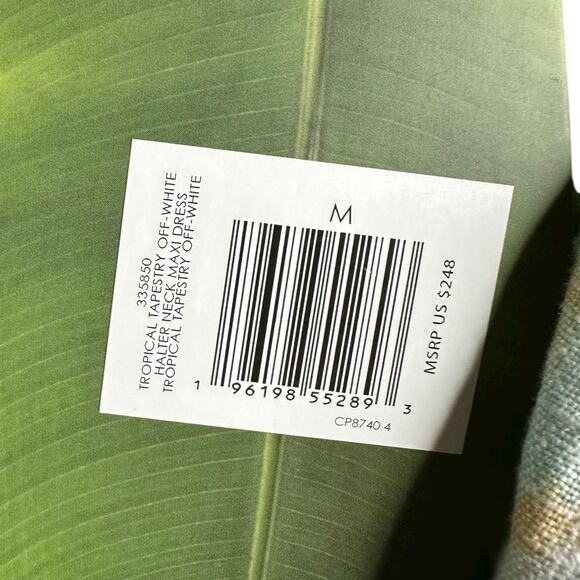 335850
TROPICAL TAPESTRY OFF-WHITE
HALTER NECK MAXI DRESS
TROPICAL TAPESTRY OFF-WHITE
M
1 96198 55289 3
CP8740 4
MSRP US $248